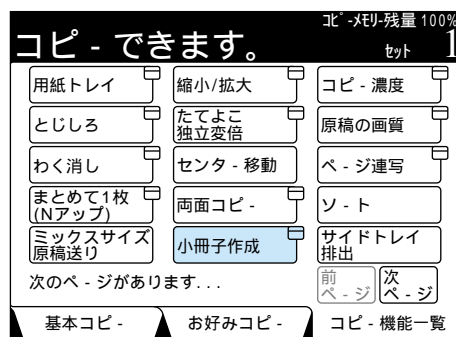 ｺﾋﾟ-ﾒﾓﾘ-残量 100%
コピ - できます。
ｾｯﾄ 1
用紙トレイ
縮小/拡大
コピ - 濃度
とじしろ
たてよこ
独立変倍
原稿の画質
わく消し
センタ - 移動
ペ - ジ連写
まとめて1枚
(Nアップ)
両面コピ -
ソ - ト
ミックスサイズ
原稿送り
小冊子作成
サイドトレイ
排出
次のペ - ジがあります...
前
ペ - ジ
次
ペ - ジ
基本コピ -
お好みコピ -
コピ - 機能一覧